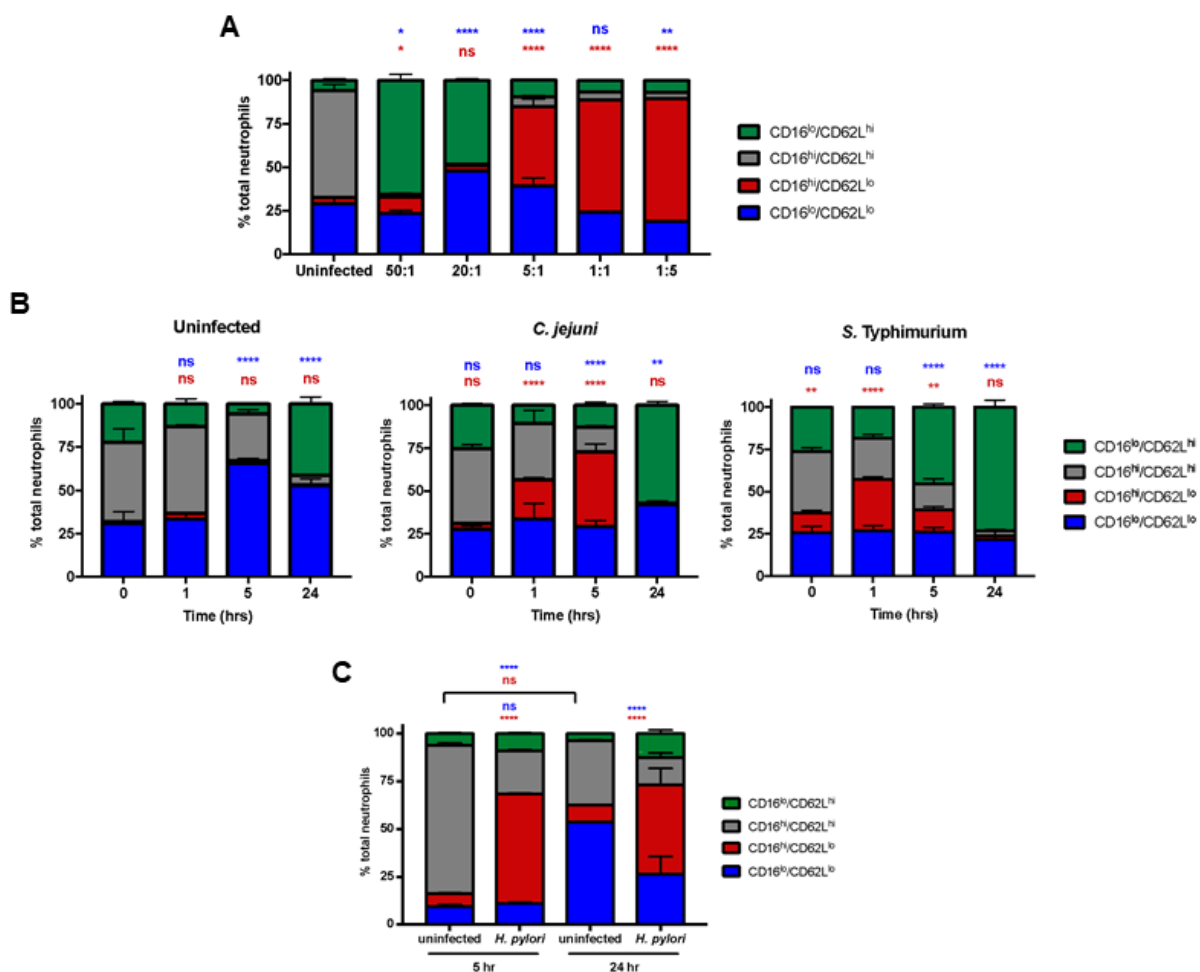 A
* **** **** ns **
* ns **** **** ****
% total neutrophils
100
75
50
25
0
Uninfected 50:1 20:1 5:1 1:1 1:5
CD16lo/CD62Lhi
CD16hi/CD62Lhi
CD16hi/CD62Llo
CD16lo/CD62Llo
B
Uninfected
ns **** ****
ns ns ns
% total neutrophils
100
75
50
25
0
0 1 5 24
Time (hrs)
C. jejuni
ns ns **** **
ns **** **** ns
% total neutrophils
100
75
50
25
0
0 1 5 24
Time (hrs)
S. Typhimurium
ns ns **** ****
** **** ** ns
% total neutrophils
100
75
50
25
0
0 1 5 24
Time (hrs)
CD16lo/CD62Lhi
CD16hi/CD62Lhi
CD16hi/CD62Llo
CD16lo/CD62Llo
C
****
ns
ns ****
**** ****
% total neutrophils
100
75
50
25
0
uninfected H. pylori uninfected H. pylori
5 hr 24 hr
CD16lo/CD62Lhi
CD16hi/CD62Lhi
CD16hi/CD62Llo
CD16lo/CD62Llo